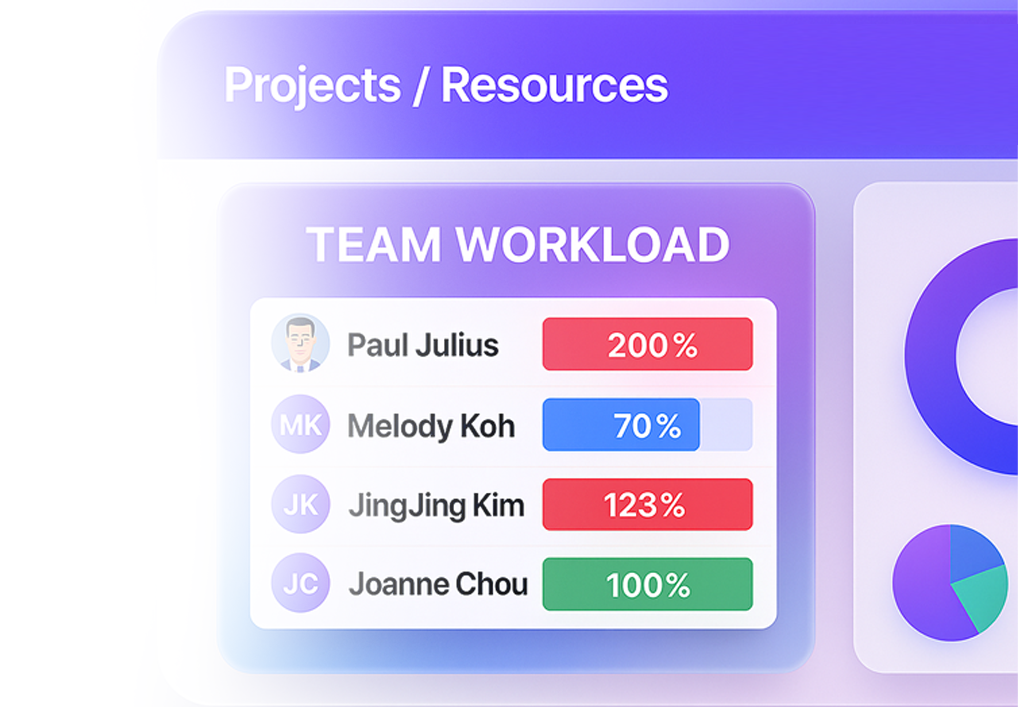 Projects / Resources
TEAM WORKLOAD
Paul Julius 200%
MK Melody Koh 70%
JK JingJing Kim 123%
JC Joanne Chou 100%